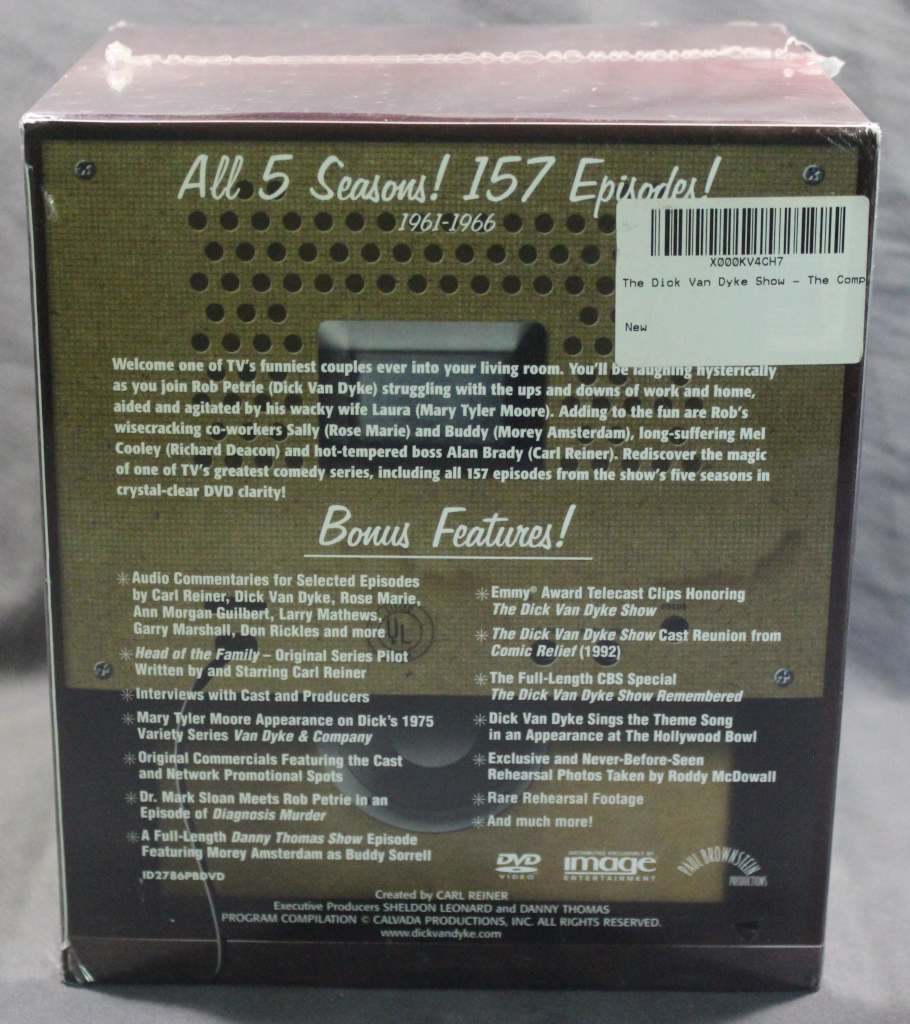 All 5 Seasons! 157 Episodes!
1961-1966
X000KV4CH7
The Dick Van Dyke Show - The Comp
New
Welcome one of TV's funniest couples ever into your living room. You'll be laughing hysterically
as you join Rob Petrie (Dick Van Dyke) struggling with the ups and downs of work and home,
aided and agitated by his wacky wife Laura (Mary Tyler Moore). Adding to the fun are Rob's
wisecracking co-workers Sally (Rose Marie) and Buddy (Morey Amsterdam), long-suffering Mel
Cooley (Richard Deacon) and hot-tempered boss Alan Brady (Carl Reiner). Rediscover the magic
of one of TV's greatest comedy series, including all 157 episodes from the show's five seasons in
crystal-clear DVD clarity!
Bonus Features!
Audio Commentaries for Selected Episodes
by Carl Reiner, Dick Van Dyke, Rose Marie,
Ann Morgan Guilbert, Larry Mathews,
Garry Marshall, Don Rickles and more
Head of the Family – Original Series Pilot
Written by and Starring Carl Reiner
Interviews with Cast and Producers
Mary Tyler Moore Appearance on Dick's 1975
Variety Series Van Dyke & Company
Original Commercials Featuring the Cast
and Network Promotional Spots
Dr. Mark Sloan Meets Rob Petrie in an
Episode of Diagnosis Murder
A Full-Length Danny Thomas Show Episode
Featuring Morey Amsterdam as Buddy Sorrell
Emmy® Award Telecast Clips Honoring
The Dick Van Dyke Show
The Dick Van Dyke Show Cast Reunion from
Comic Relief (1992)
The Full-Length CBS Special
The Dick Van Dyke Show Remembered
Dick Van Dyke Sings the Theme Song
in an Appearance at The Hollywood Bowl
Exclusive and Never-Before-Seen
Rehearsal Photos Taken by Roddy McDowall
Rare Rehearsal Footage
And much more!
UL
ID2786PBDVD
DVD
VIDEO
DISTRIBUTED EXCLUSIVELY BY
image
ENTERTAINMENT
PAUL BROWNSTEIN
PRODUCTIONS
Created by CARL REINER
Executive Producers SHELDON LEONARD and DANNY THOMAS
PROGRAM COMPILATION © CALVADA PRODUCTIONS, INC. ALL RIGHTS RESERVED.
www.dickvandyke.com